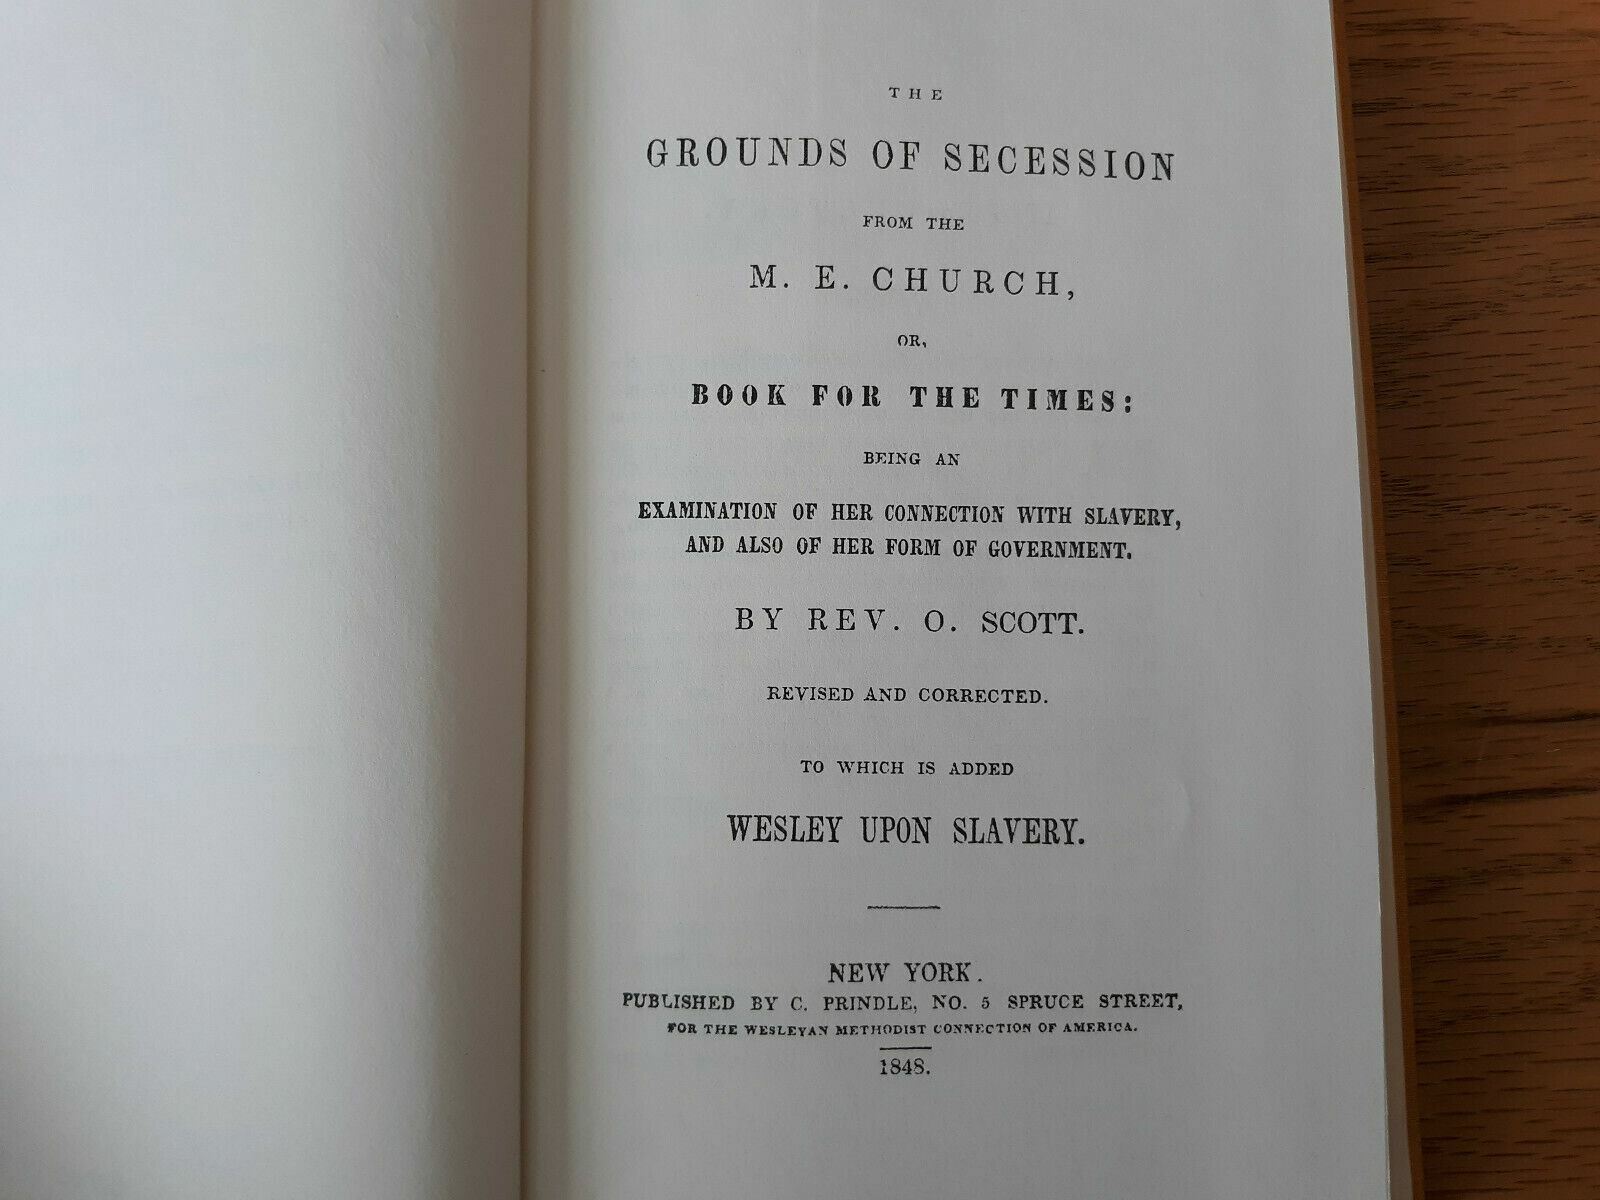 THE
GROUNDS OF SECESSION
FROM THE
M. E. CHURCH,
OR,
BOOK FOR THE TIMES:
BEING AN
EXAMINATION OF HER CONNECTION WITH SLAVERY,
AND ALSO OF HER FORM OF GOVERNMENT.
BY REV. O. SCOTT.
REVISED AND CORRECTED.
TO WHICH IS ADDED
WESLEY UPON SLAVERY.
NEW YORK.
PUBLISHED BY C. PRINDLE, NO. 5 SPRUCE STREET,
FOR THE WESLEYAN METHODIST CONNECTION OF AMERICA.
1848.